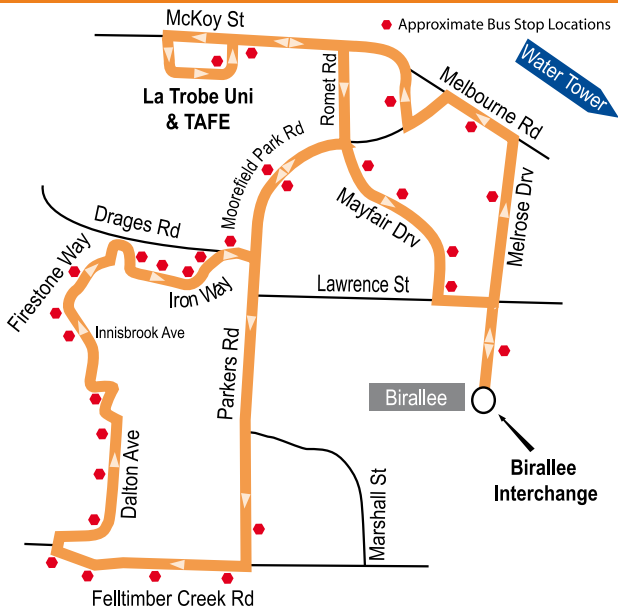 McKoy St
Approximate Bus Stop Locations
Water Tower
Romet Rd
Melbourne Rd
La Trobe Uni
& TAFE
Moorefield Park Rd
Melrose Drv
Mayfair Drv
Drages Rd
Firestone Way
Iron Way
Lawrence St
Innisbrook Ave
Parkers Rd
Birallee
Birallee
Interchange
Dalton Ave
Marshall St
Felltimber Creek Rd